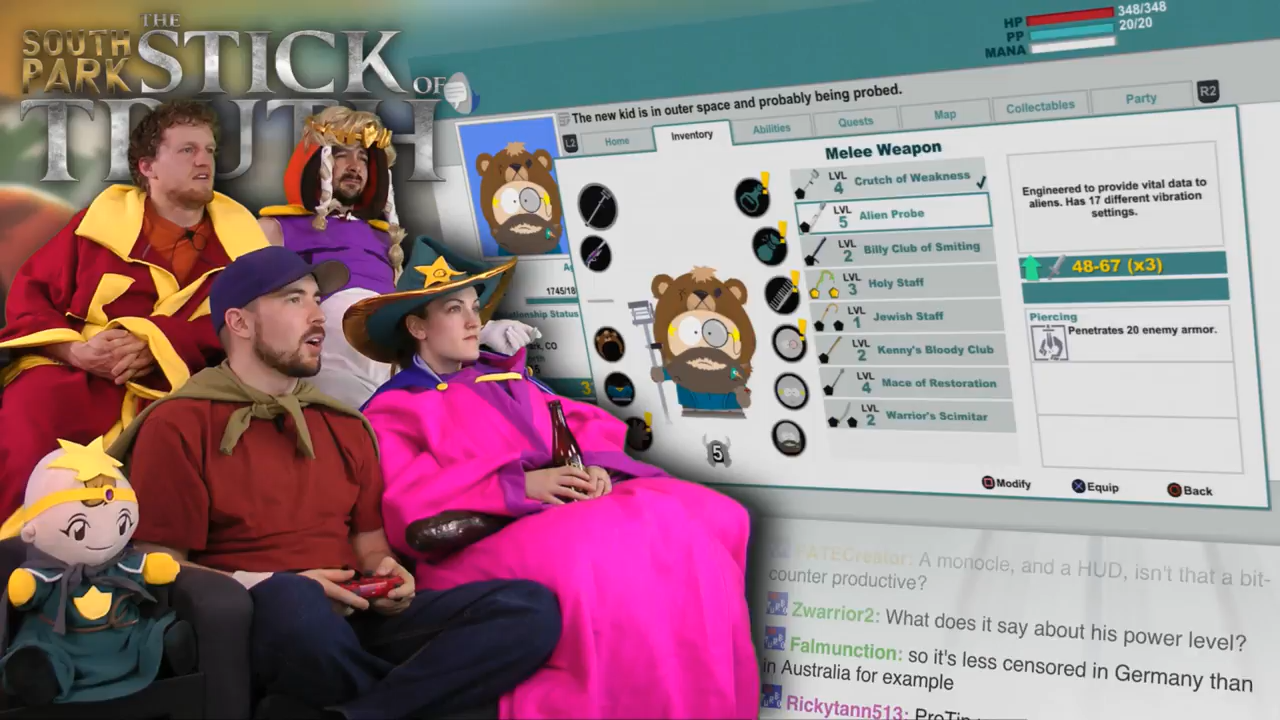 THE
SOUTH PARK
STICK OF
TRUTH
HP 348/348
PP 20/20
MANA
The new kid is in outer space and probably being probed.
L2 Home Inventory Abilities Quests Map Collectables Party R2
Melee Weapon
LVL 4 Crutch of Weakness
LVL 5 Alien Probe
LVL 2 Billy Club of Smiting
LVL 3 Holy Staff
LVL 1 Jewish Staff
LVL 2 Kenny's Bloody Club
LVL 4 Mace of Restoration
LVL 2 Warrior's Scimitar
Engineered to provide vital data to
aliens. Has 17 different vibration
settings.
48-67 (x3)
Piercing
Penetrates 20 enemy armor.
1745/18
Status
CO
3
5
Modify Equip Back
FATECreator: A monocle, and a HUD, isn't that a bit-
counter productive?
Zwarrior2: What does it say about his power level?
Falmunction: so it's less censored in Germany than
in Australia for example
Rickytann513: